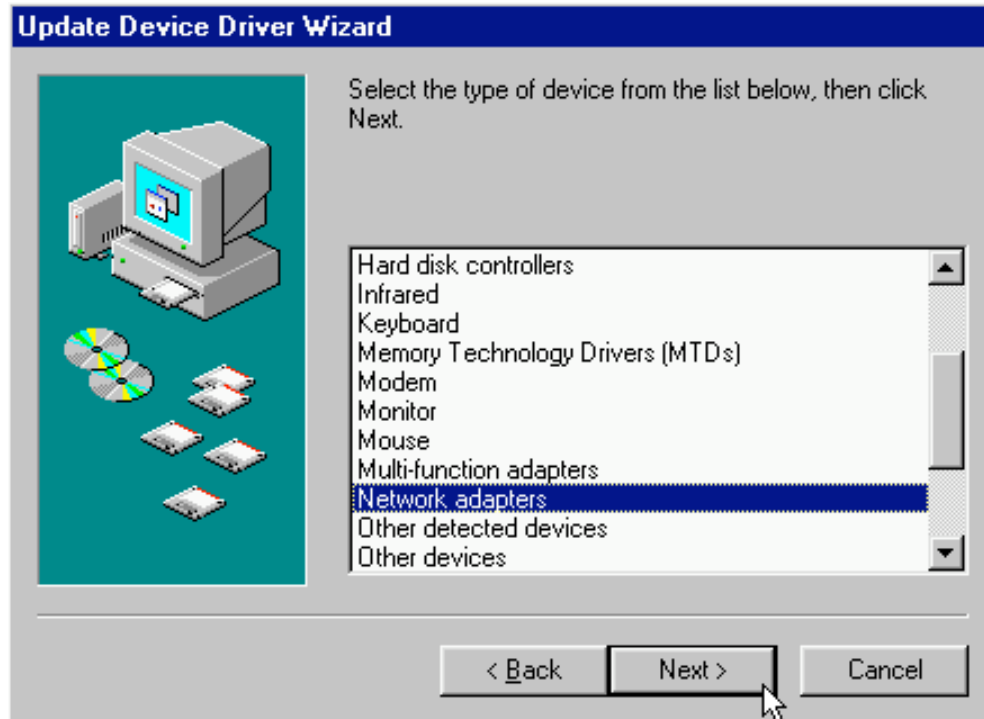 Update Device Driver Wizard
Select the type of device from the list below, then click
Next.
Hard disk controllers
Infrared
Keyboard
Memory Technology Drivers (MTDs)
Modem
Monitor
Mouse
Multi-function adapters
Network adapters
Other detected devices
Other devices
< Back
Next >
Cancel